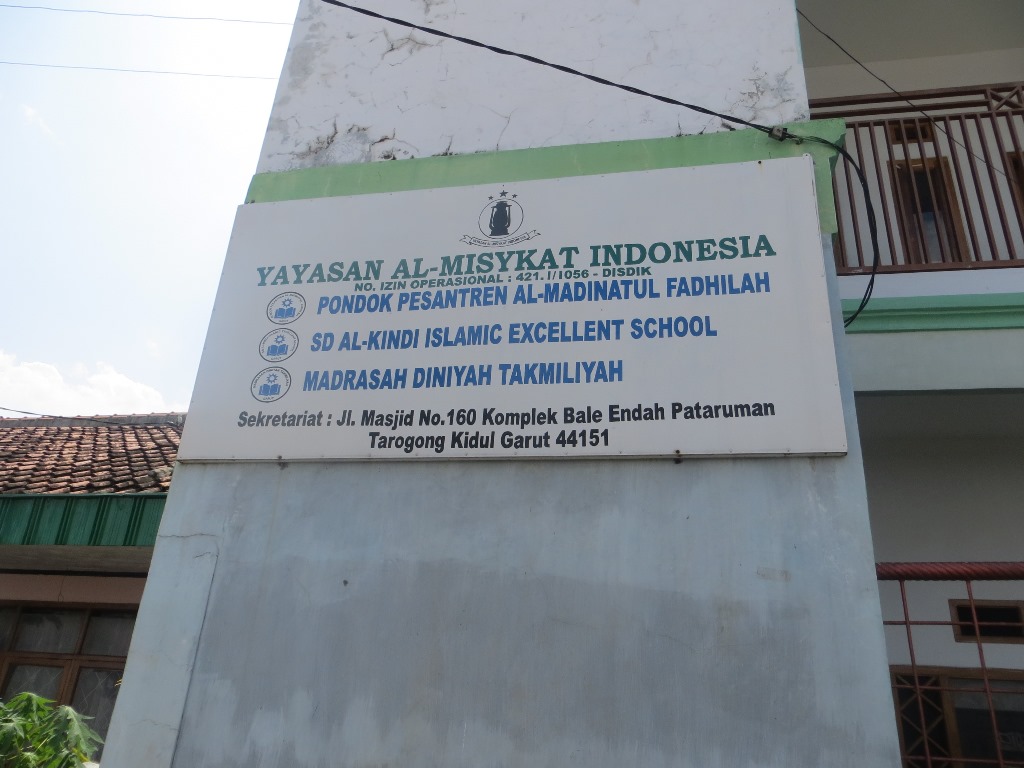 YAYASAN AL-MISYKAT INDONESIA
NO. IZIN OPERASIONAL : 421.1/1056 - DISDIK
PONDOK PESANTREN AL-MADINATUL FADHILAH
SD AL-KINDI ISLAMIC EXCELLENT SCHOOL
MADRASAH DINIYAH TAKMILIYAH
Sekretariat : Jl. Masjid No.160 Komplek Bale Endah Pataruman
Tarogong Kidul Garut 44151